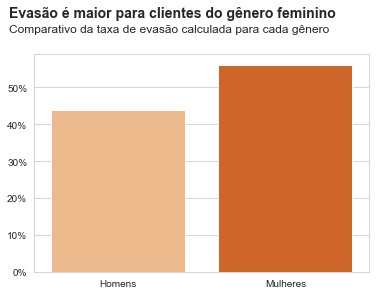 Evasão é maior para clientes do gênero feminino
Comparativo da taxa de evasão calculada para cada gênero
50%
40%
30%
20%
10%
0%
Homens
Mulheres